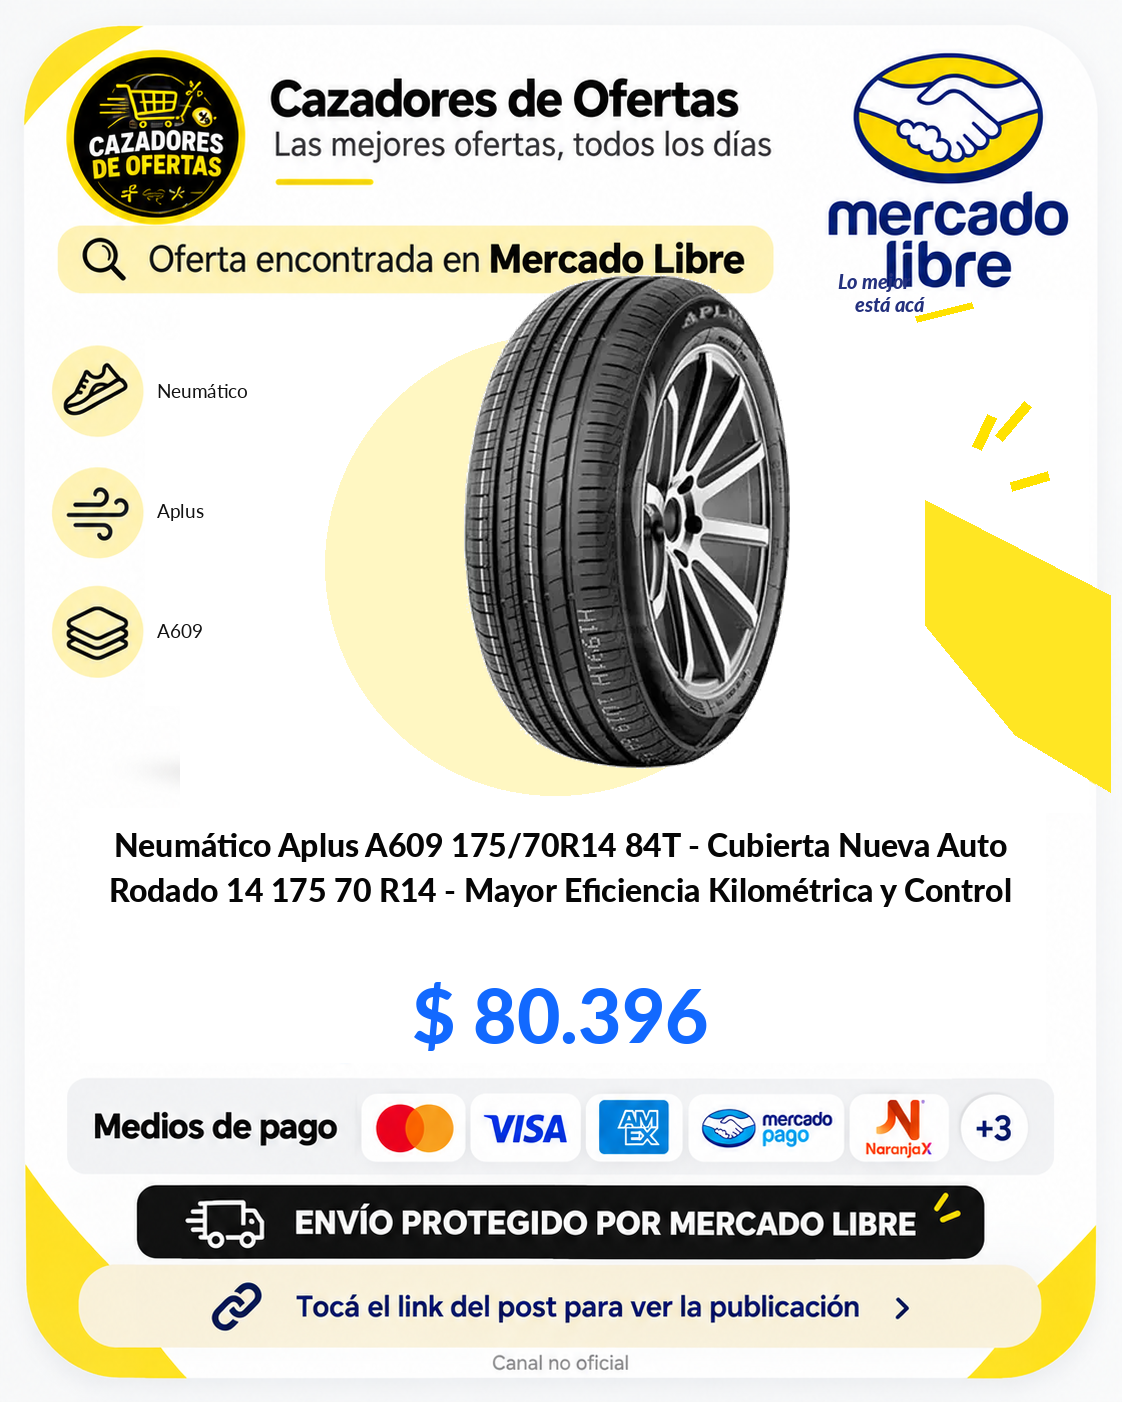 CAZADORES
DE OFERTAS
Cazadores de Ofertas
Las mejores ofertas, todos los días
mercado
libre
Lo mejor
está acá
Oferta encontrada en Mercado Libre
APLUS
Neumático
Aplus
A609
Neumático Aplus A609 175/70R14 84T - Cubierta Nueva Auto
Rodado 14 175 70 R14 - Mayor Eficiencia Kilométrica y Control
$ 80.396
Medios de pago
VISA
AM
EX
mercado
pago
N
NaranjaX
+3
ENVÍO PROTEGIDO POR MERCADO LIBRE
Tocá el link del post para ver la publicación
Canal no oficial